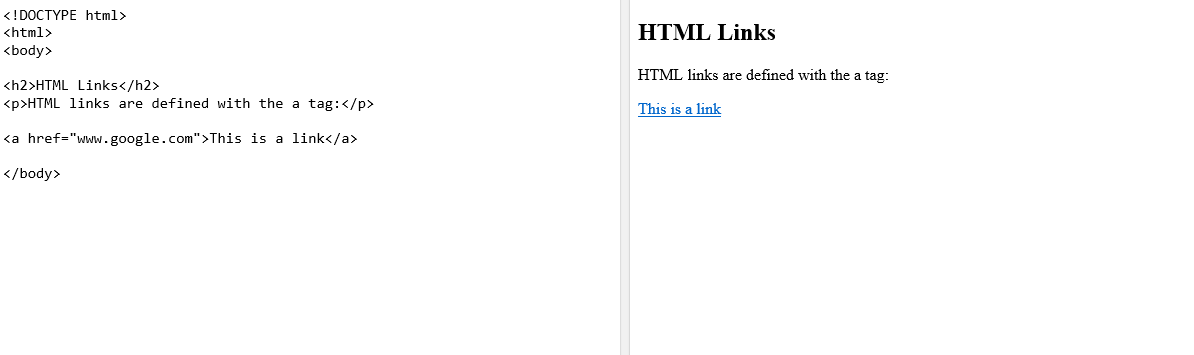 <!DOCTYPE html>
<html>
<body>
<h2>HTML Links</h2>
<p>HTML links are defined with the a tag:</p>
<a href="www.google.com">This is a link</a>
</body>
HTML Links
HTML links are defined with the a tag:
This is a link